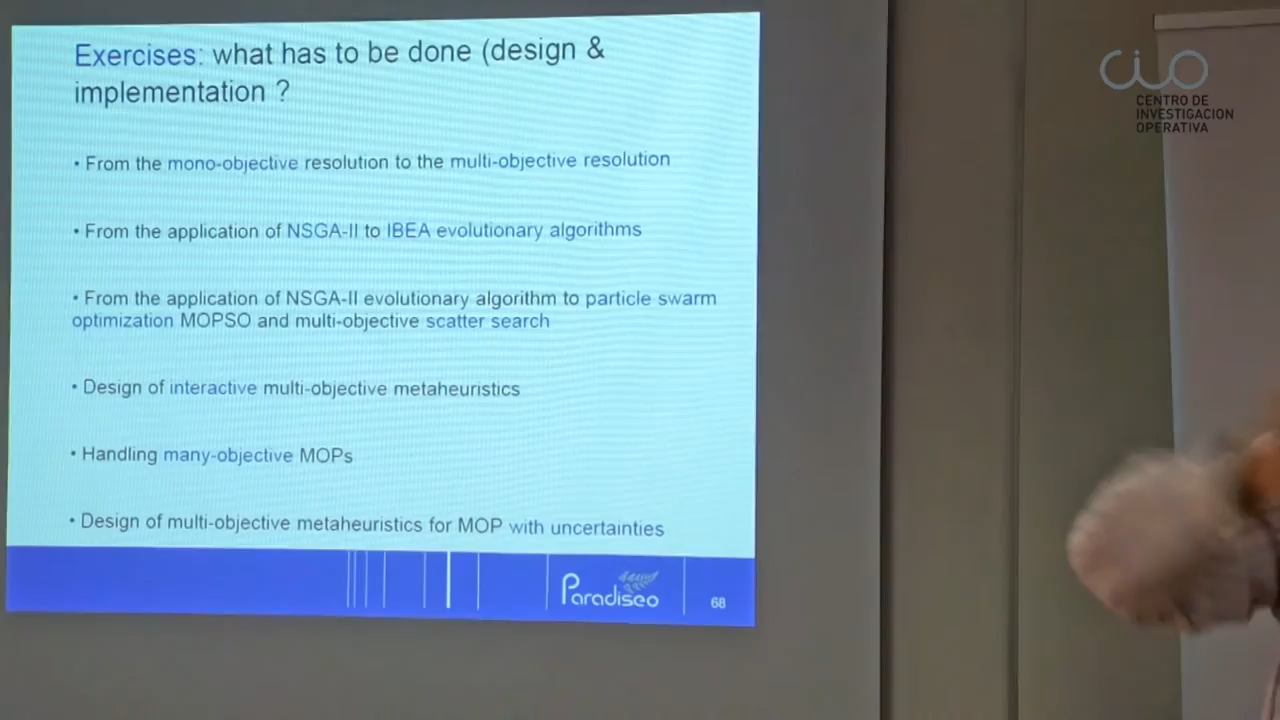 Exercises: what has to be done (design &
implementation ?
• From the mono-objective resolution to the multi-objective resolution
• From the application of NSGA-II to IBEA evolutionary algorithms
• From the application of NSGA-II evolutionary algorithm to particle swarm
optimization MOPSO and multi-objective scatter search
• Design of interactive multi-objective metaheuristics
• Handling many-objective MOPs
• Design of multi-objective metaheuristics for MOP with uncertainties
Paradiseo
68
CIO
CENTRO DE
INVESTIGACION
OPERATIVA